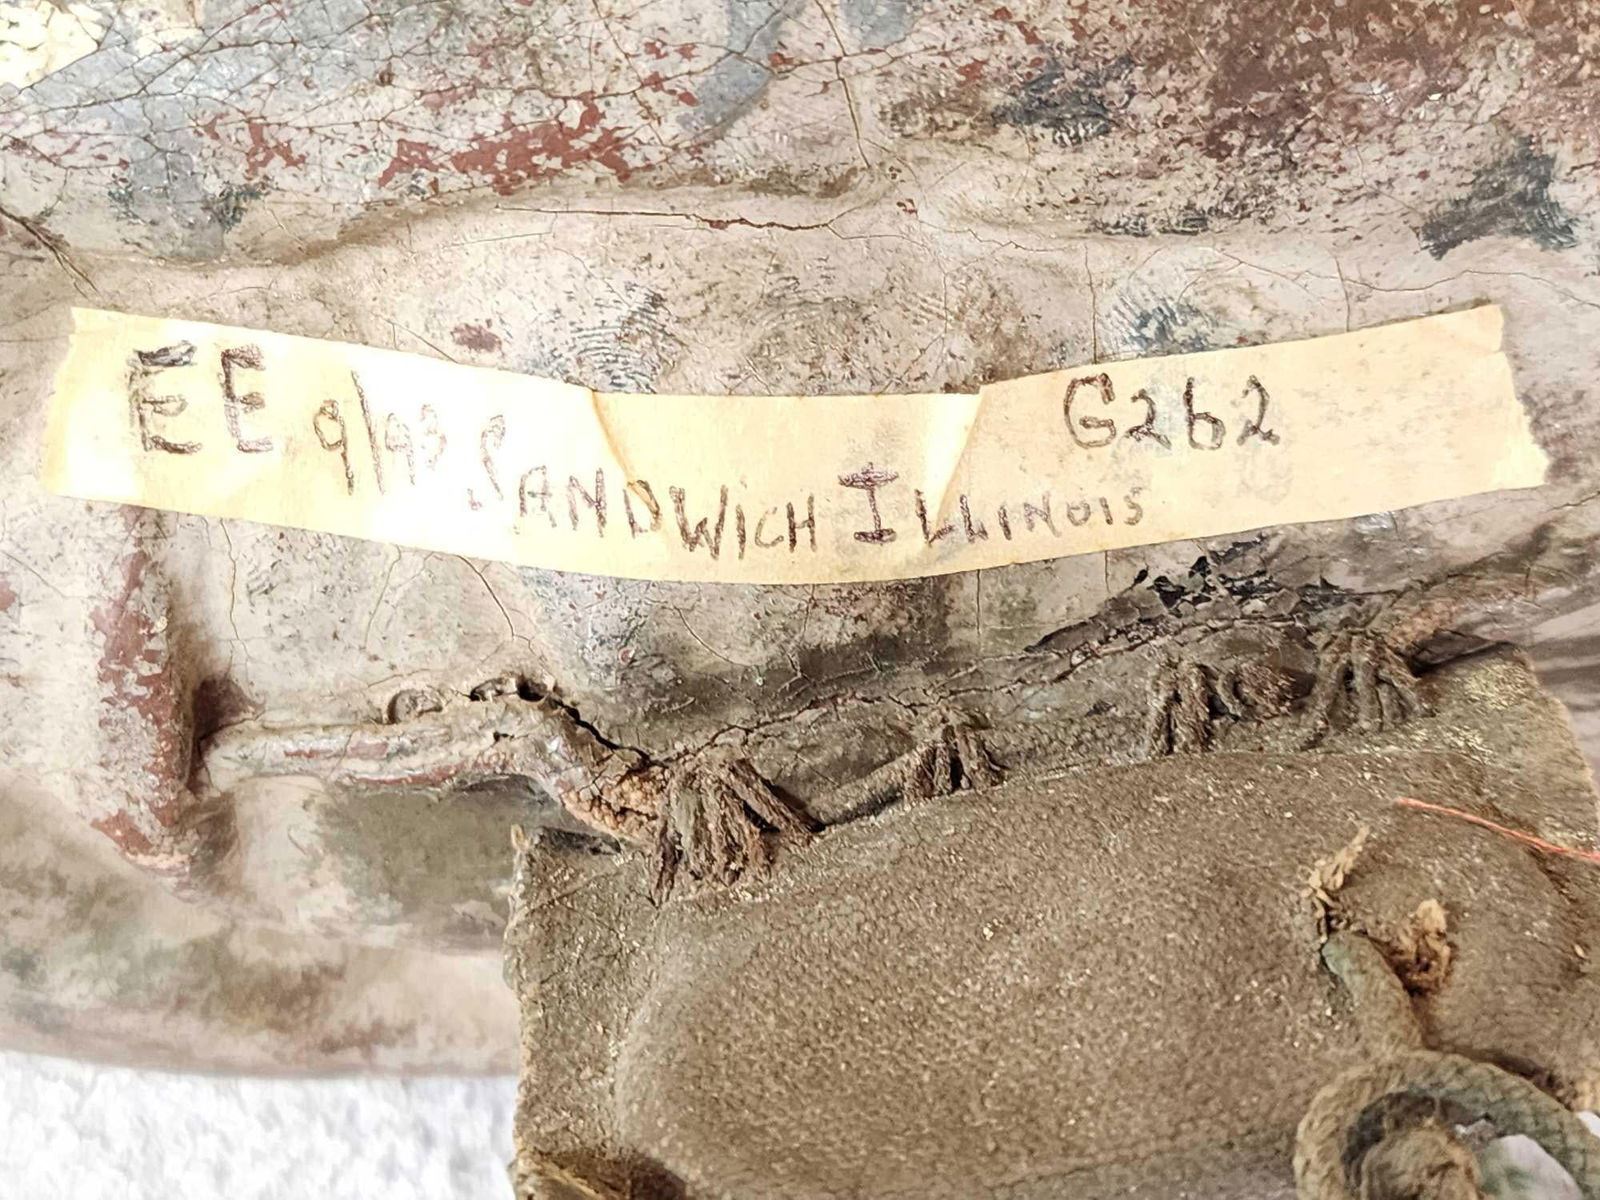 EE 9/93 SANDWICH ILLINOIS G262